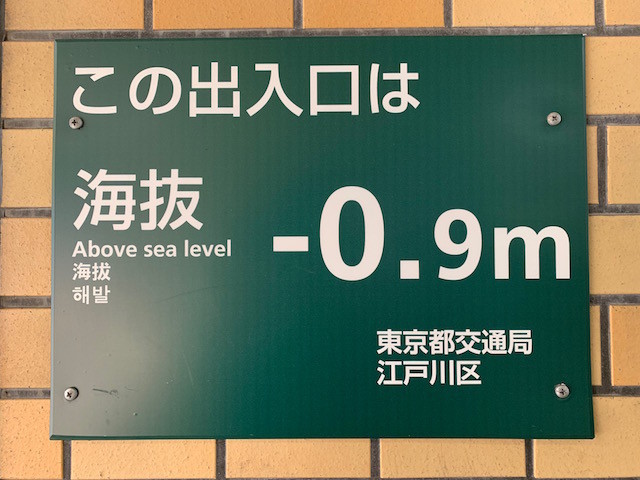 この出入口は
海抜
Above sea level
海拔
해발
-0.9m
東京都交通局
江戸川区